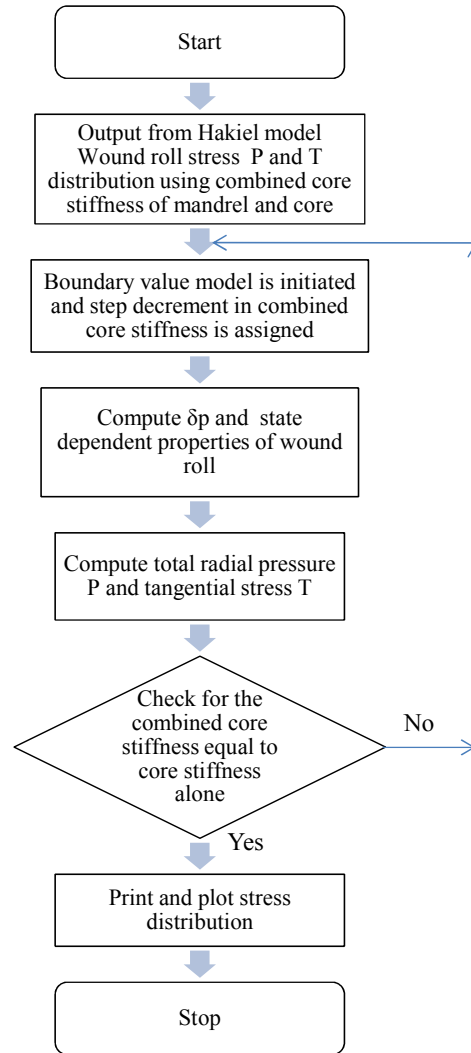 Start
Output from Hakiel model
Wound roll stress P and T
distribution using combined core
stiffness of mandrel and core
Boundary value model is initiated
and step decrement in combined
core stiffness is assigned
Compute δp and state
dependent properties of wound
roll
Compute total radial pressure
P and tangential stress T
Check for the
combined core
stiffness equal to
core stiffness
alone
No
Yes
Print and plot stress
distribution
Stop